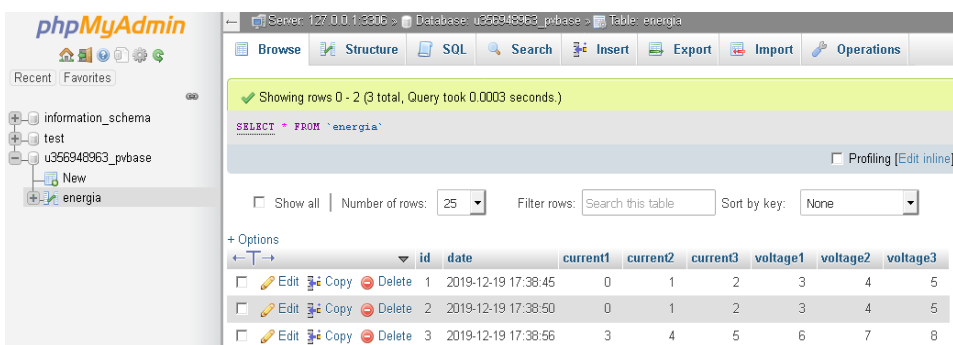 phpMyAdmin
Recent Favorites
information_schema
test
u356948963_pvbase
New
energia
Server: 127.0.0.1:3306 » Database: u356948963_pvbase » Table: energia
Browse Structure SQL Search Insert Export Import Operations
Showing rows 0 - 2 (3 total, Query took 0.0003 seconds.)
SELECT * FROM `energia`
Profiling [Edit inline]
Show all | Number of rows: 25 Filter rows: Search this table Sort by key: None
+ Options
←T→ id date current1 current2 current3 voltage1 voltage2 voltage3
Edit Copy Delete 1 2019-12-19 17:38:45 0 1 2 3 4 5
Edit Copy Delete 2 2019-12-19 17:38:50 0 1 2 3 4 5
Edit Copy Delete 3 2019-12-19 17:38:56 3 4 5 6 7 8